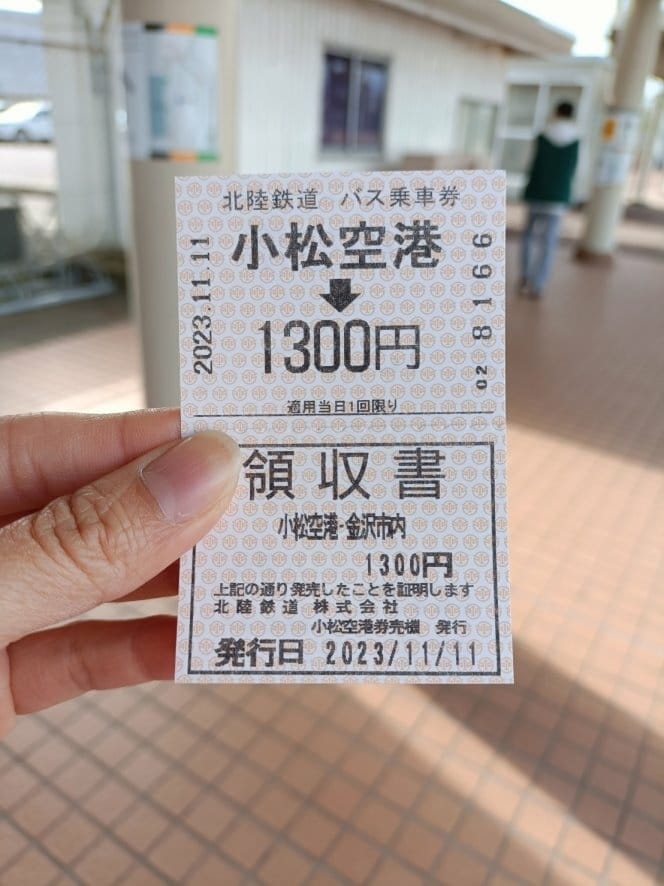 北陸鉄道 バス乗車券
小松空港
1300円
適用当日1回限り
2023.11.11
02 8166
領収書
小松空港-金沢市内
1300円
上記の通り発売したことを証明します
北陸鉄道株式会社
小松空港券売機 発行
発行日 2023/11/11